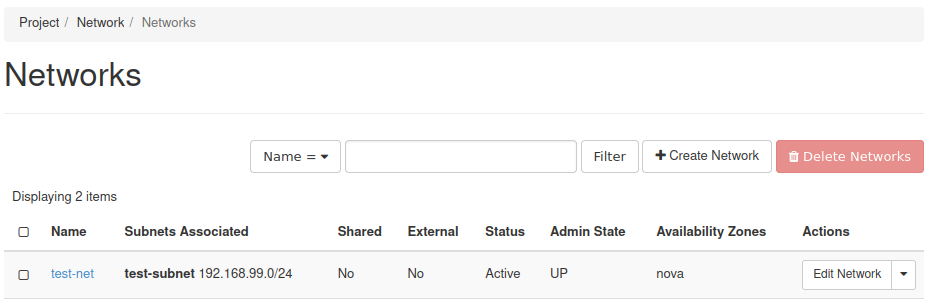 Project / Network / Networks
Networks
Name = Filter Create Network Delete Networks
Displaying 2 items
Name Subnets Associated Shared External Status Admin State Availability Zones Actions
test-net test-subnet 192.168.99.0/24 No No Active UP nova Edit Network